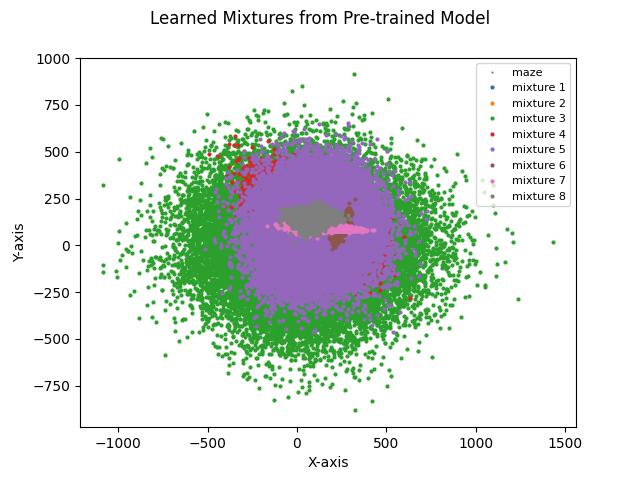 Learned Mixtures from Pre-trained Model
1000
750
500
250
0
−250
−500
−750
Y-axis
maze
mixture 1
mixture 2
mixture 3
mixture 4
mixture 5
mixture 6
mixture 7
mixture 8
−1000
−500
0
500
1000
1500
X-axis